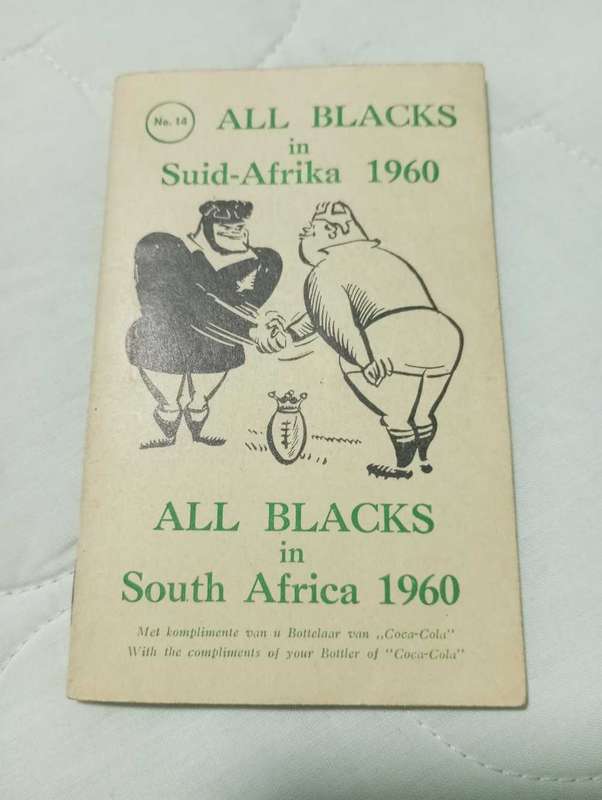 No. 14
ALL BLACKS
in
Suid-Afrika 1960
ALL BLACKS
in
South Africa 1960
Met komplimente van u Bottelaar van „Coca-Cola”
With the compliments of your Bottler of “Coca-Cola”